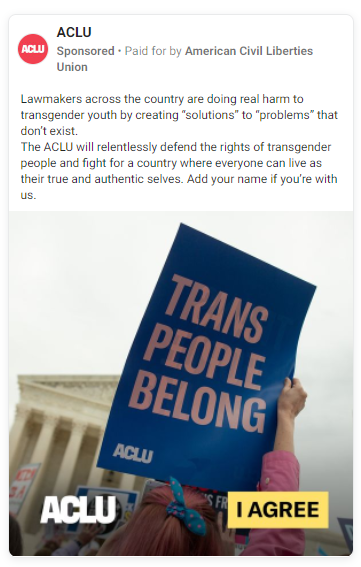 ACLU
ACLU
Sponsored • Paid for by American Civil Liberties
Union
Lawmakers across the country are doing real harm to
transgender youth by creating “solutions” to “problems” that
don’t exist.
The ACLU will relentlessly defend the rights of transgender
people and fight for a country where everyone can live as
their true and authentic selves. Add your name if you’re with
us.
TRANS
PEOPLE
BELONG
ACLU
ACLU
I AGREE